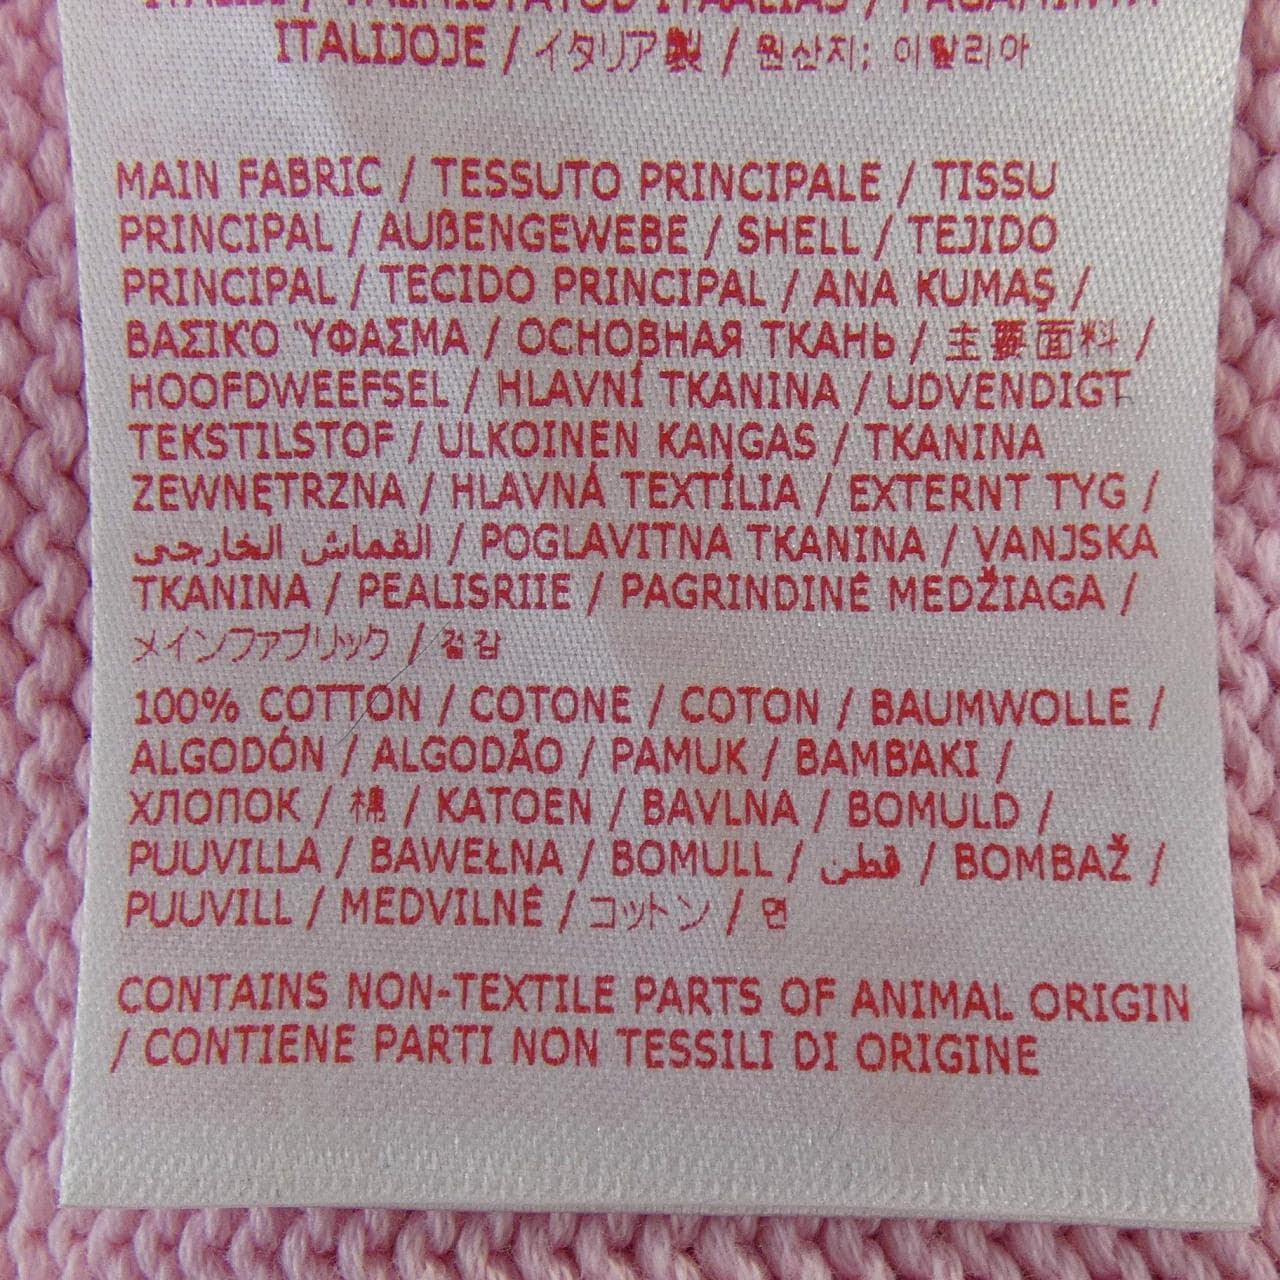 ITALIJOJE / イタリア製 / 원산지: 이탈리아
MAIN FABRIC / TESSUTO PRINCIPALE / TISSU
PRINCIPAL / AUßENGEWEBE / SHELL / TEJIDO
PRINCIPAL / TECIDO PRINCIPAL / ANA KUMAŞ /
ΒΑΣΙΚΌ ΎΦΑΣΜΑ / ОСНОВНАЯ ТКАНЬ / 主要面料 /
HOOFDWEEFSEL / HLAVNÍ TKANINA / UDVENDIGT
TEKSTILSTOF / ULKOINEN KANGAS / TKANINA
ZEWNĘTRZNA / HLAVNÁ TEXTÍLIA / EXTERNT TYG /
القماش الخارجي / POGLAVITNA TKANINA / VANJSKA
TKANINA / PEALISRIIE / PAGRINDINĖ MEDŽIAGA /
メインファブリック / 겉감
100% COTTON / COTONE / COTON / BAUMWOLLE /
ALGODÓN / ALGODÃO / PAMUK / ΒΑΜΒΆΚΙ /
ХЛОПОК / 棉 / KATOEN / BAVLNA / BOMULD /
PUUVILLA / BAWEŁNA / BOMULL / قطن / BOMBAŽ /
PUUVILL / MEDVILNĖ / コットン / 면
CONTAINS NON-TEXTILE PARTS OF ANIMAL ORIGIN
/ CONTIENE PARTI NON TESSILI DI ORIGINE